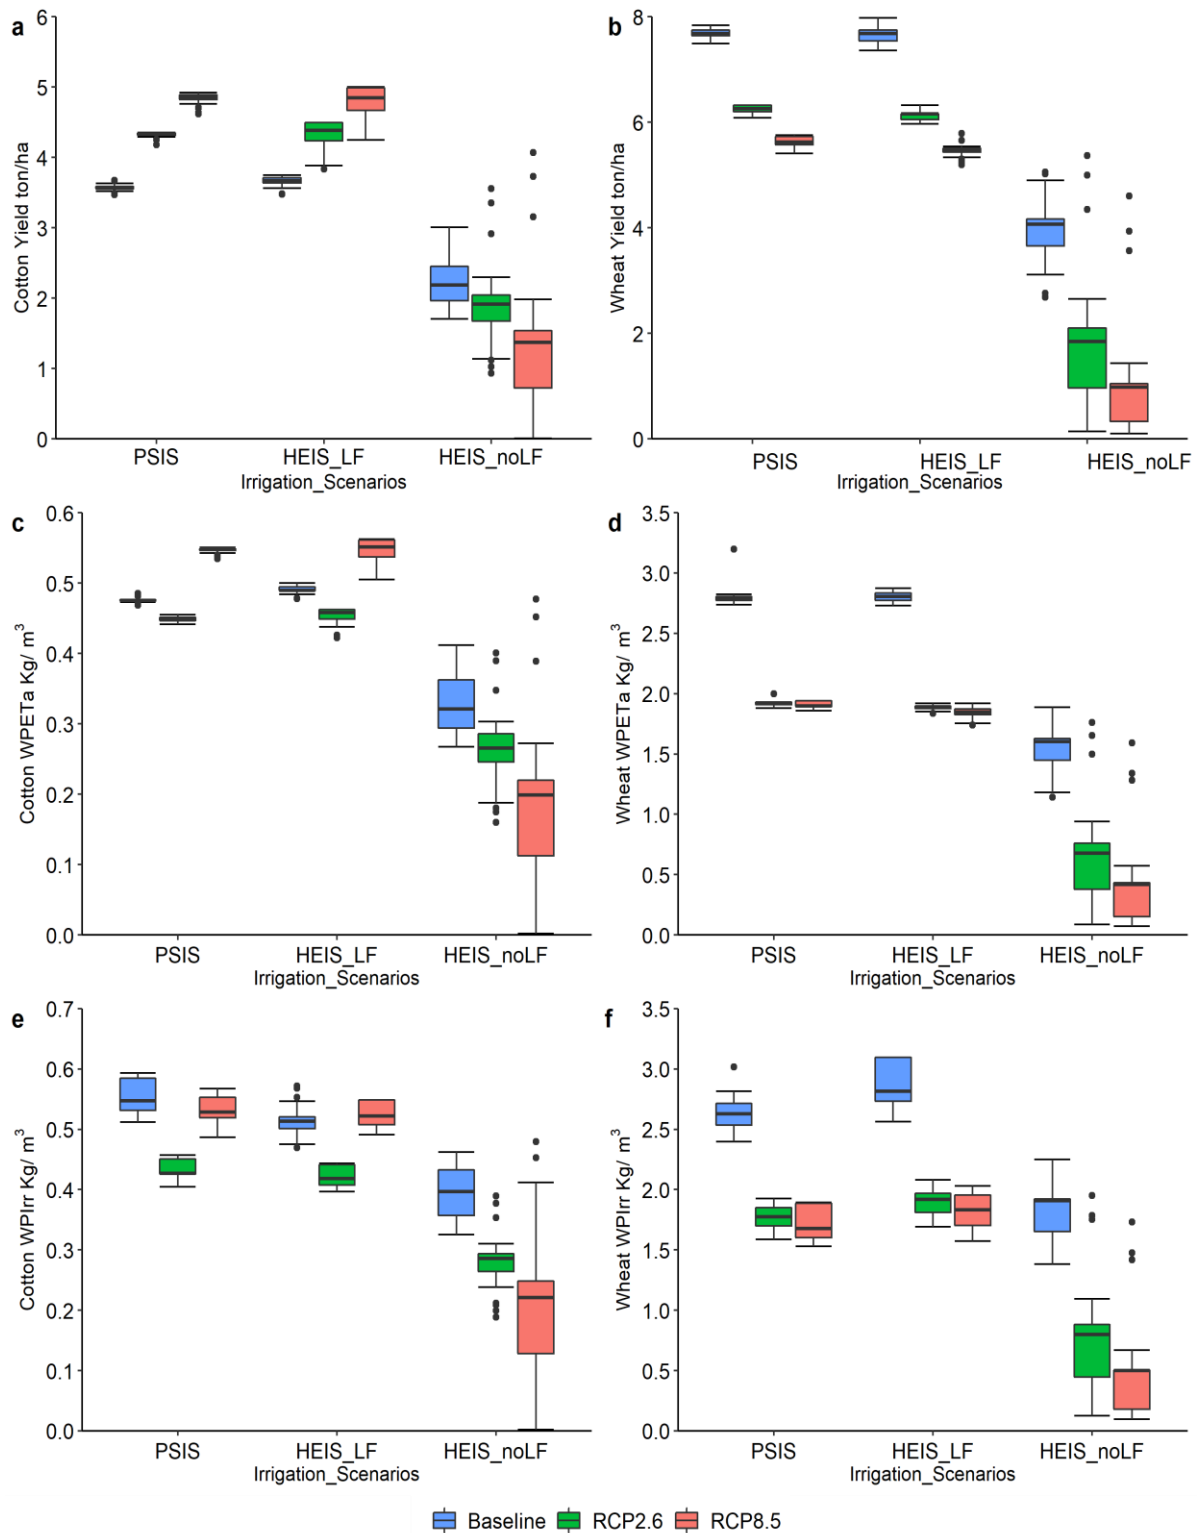 a
6
5
4
3
2
1
0
Cotton Yield ton/ha
PSIS HEIS_LF HEIS_noLF
Irrigation_Scenarios
b
8
6
4
2
0
Wheat Yield ton/ha
PSIS HEIS_LF HEIS_noLF
Irrigation_Scenarios
c
0.6
0.5
0.4
0.3
0.2
0.1
0.0
Cotton WPETa Kg/ m³
PSIS HEIS_LF HEIS_noLF
Irrigation_Scenarios
d
3.5
3.0
2.5
2.0
1.5
1.0
0.5
0.0
Wheat WPETa Kg/ m³
PSIS HEIS_LF HEIS_noLF
Irrigation_Scenarios
e
0.7
0.6
0.5
0.4
0.3
0.2
0.1
0.0
Cotton WPIrr Kg/ m³
PSIS HEIS_LF HEIS_noLF
Irrigation_Scenarios
f
3.5
3.0
2.5
2.0
1.5
1.0
0.5
0.0
Wheat WPIrr Kg/ m³
PSIS HEIS_LF HEIS_noLF
Irrigation_Scenarios
Baseline RCP2.6 RCP8.5